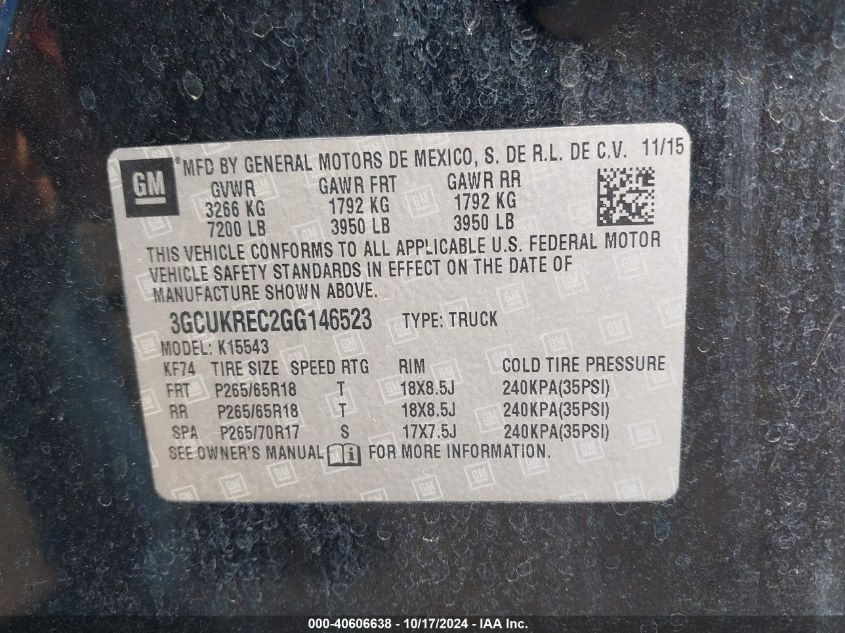 GM ®MFD BY GENERAL MOTORS DE MEXICO, S. DE R.L. DE C.V. 11/15
GVWR GAWR FRT GAWR RR
3266 KG 1792 KG 1792 KG
7200 LB 3950 LB 3950 LB
THIS VEHICLE CONFORMS TO ALL APPLICABLE U.S. FEDERAL MOTOR
VEHICLE SAFETY STANDARDS IN EFFECT ON THE DATE OF
MANUFACTURE SHOWN ABOVE.
3GCUKREC2GG146523 TYPE: TRUCK
MODEL: K15543
KF74 TIRE SIZE SPEED RTG RIM COLD TIRE PRESSURE
FRT P265/65R18 T 18X8.5J 240KPA(35PSI)
RR P265/65R18 T 18X8.5J 240KPA(35PSI)
SPA P265/70R17 S 17X7.5J 240KPA(35PSI)
SEE OWNER'S MANUAL i FOR MORE INFORMATION.
000-40606638 - 10/17/2024 - IAA Inc.